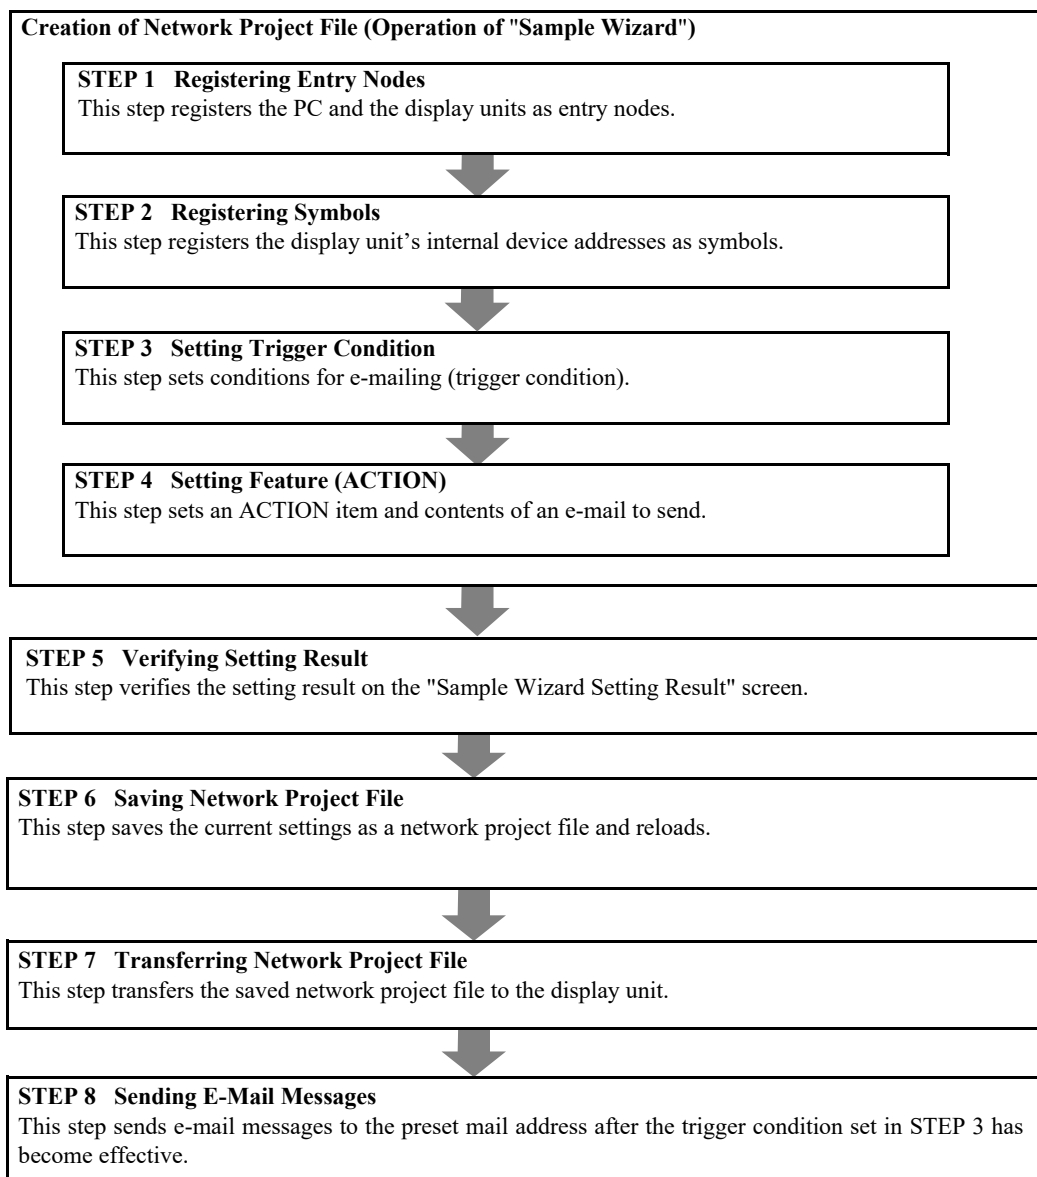 Creation of Network Project File (Operation of "Sample Wizard")
STEP 1 Registering Entry Nodes
This step registers the PC and the display units as entry nodes.
STEP 2 Registering Symbols
This step registers the display unit’s internal device addresses as symbols.
STEP 3 Setting Trigger Condition
This step sets conditions for e-mailing (trigger condition).
STEP 4 Setting Feature (ACTION)
This step sets an ACTION item and contents of an e-mail to send.
STEP 5 Verifying Setting Result
This step verifies the setting result on the "Sample Wizard Setting Result" screen.
STEP 6 Saving Network Project File
This step saves the current settings as a network project file and reloads.
STEP 7 Transferring Network Project File
This step transfers the saved network project file to the display unit.
STEP 8 Sending E-Mail Messages
This step sends e-mail messages to the preset mail address after the trigger condition set in STEP 3 has
become effective.